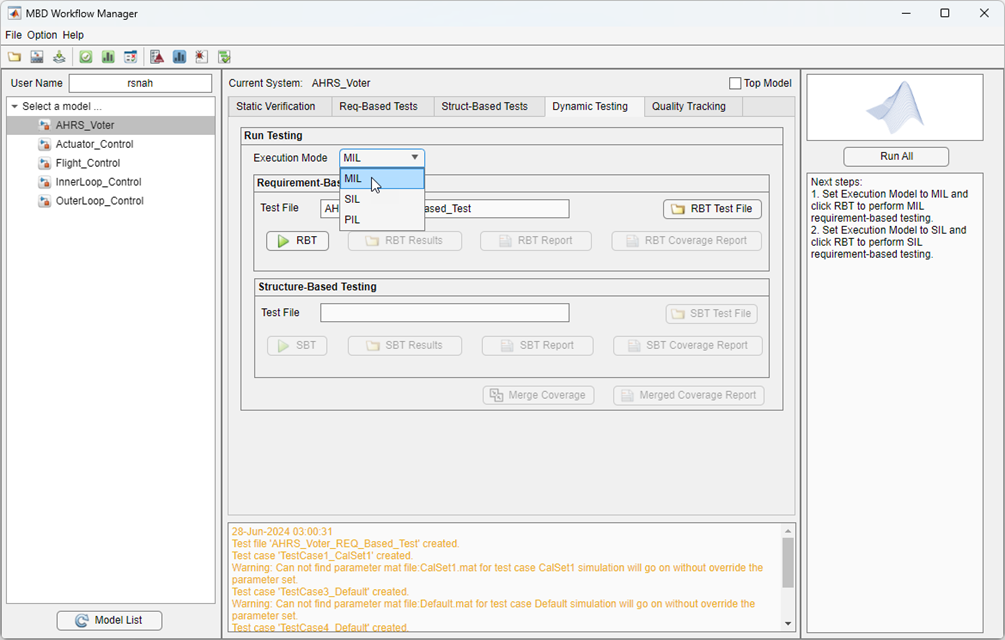 MBD Workflow Manager
File Option Help
User Name rsnah
Select a model ...
AHRS_Voter
Actuator_Control
Flight_Control
InnerLoop_Control
OuterLoop_Control
Model List
Current System: AHRS_Voter
Top Model
Static Verification Req-Based Tests Struct-Based Tests Dynamic Testing Quality Tracking
Run Testing
Execution Mode MIL
MIL
SIL
PIL
Requirement-Ba
Test File AH ased_Test RBT Test File
RBT RBT Results RBT Report RBT Coverage Report
Structure-Based Testing
Test File SBT Test File
SBT SBT Results SBT Report SBT Coverage Report
Merge Coverage Merged Coverage Report
28-Jun-2024 03:00:31
Test file 'AHRS_Voter_REQ_Based_Test' created.
Test case 'TestCase1_CalSet1' created.
Warning: Can not find parameter mat file:CalSet1.mat for test case CalSet1 simulation will go on without override the
parameter set.
Test case 'TestCase3_Default' created.
Warning: Can not find parameter mat file:Default.mat for test case Default simulation will go on without override the
parameter set.
Test case 'TestCase4_Default' created.
Run All
Next steps:
1. Set Execution Model to MIL and
click RBT to perform MIL
requirement-based testing.
2. Set Execution Model to SIL and
click RBT to perform SIL
requirement-based testing.